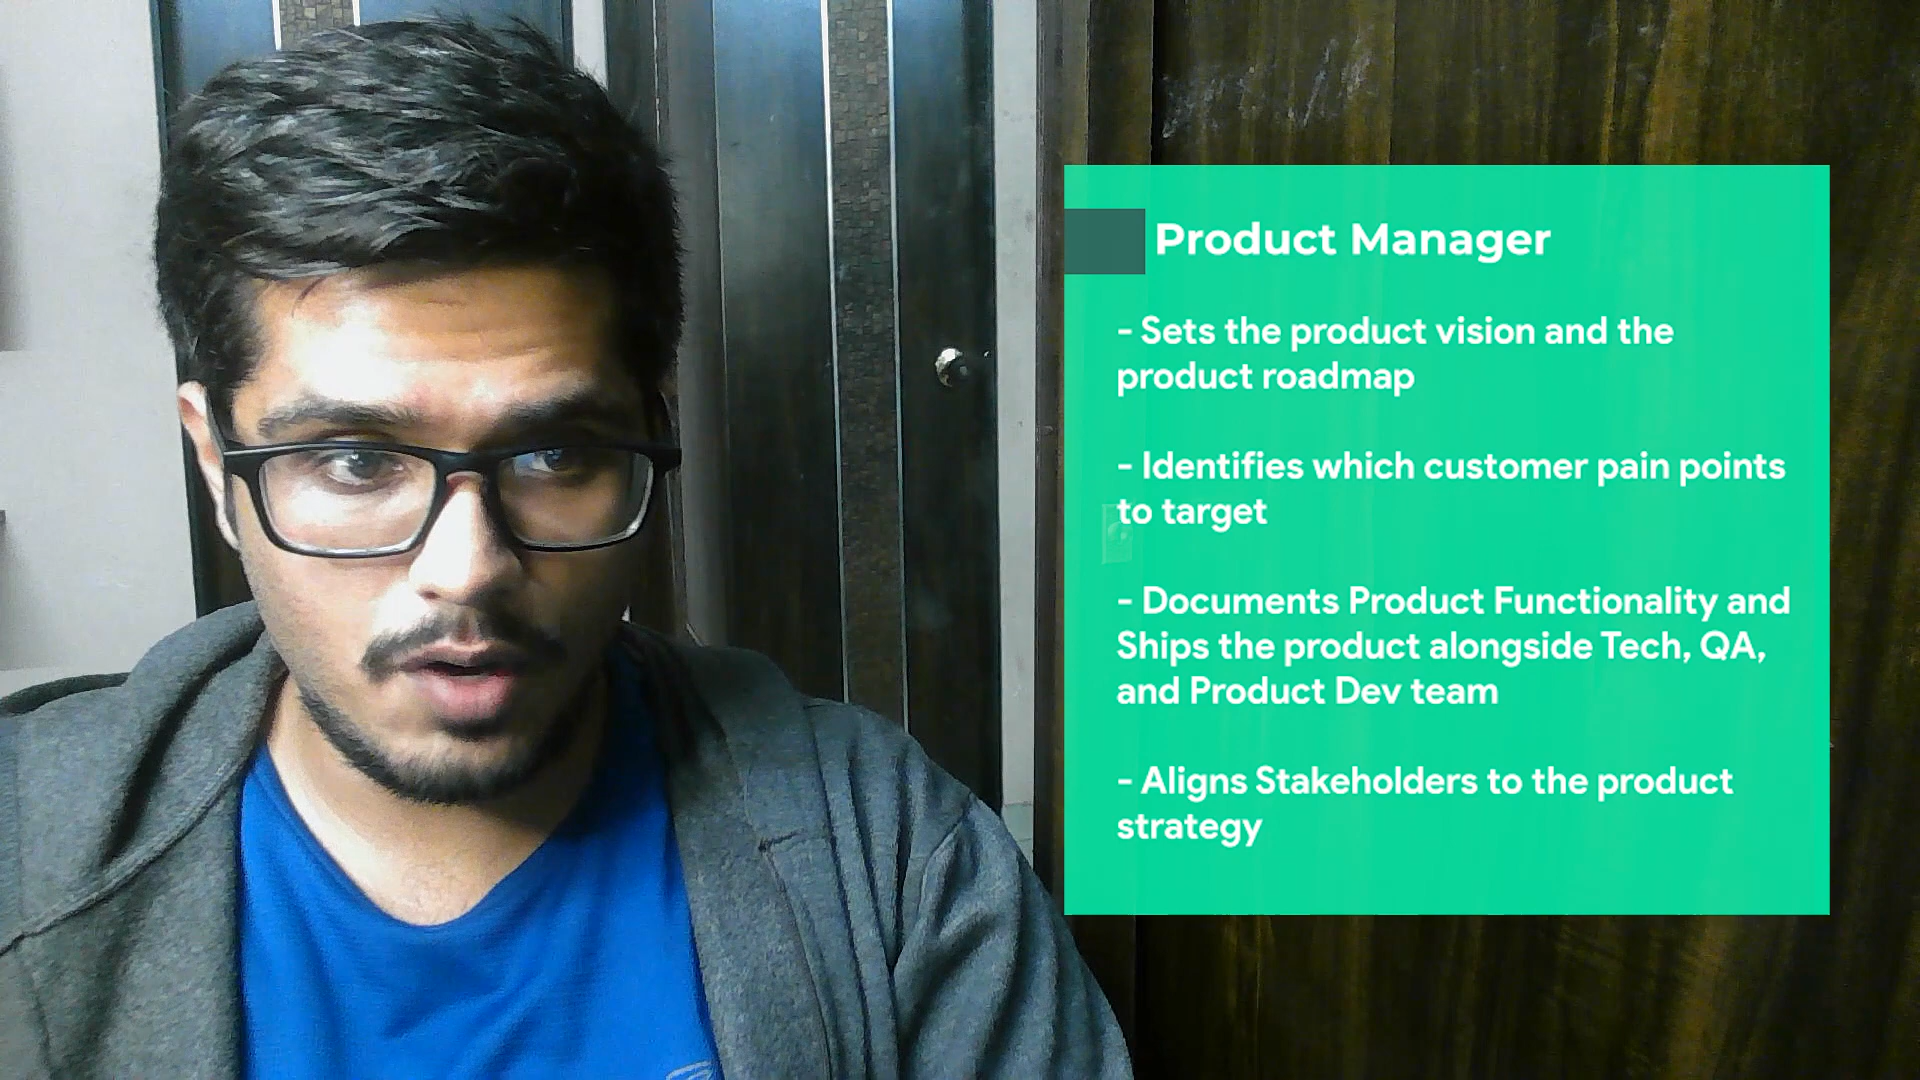 Product Manager
- Sets the product vision and the
product roadmap
- Identifies which customer pain points
to target
- Documents Product Functionality and
Ships the product alongside Tech, QA,
and Product Dev team
- Aligns Stakeholders to the product
strategy